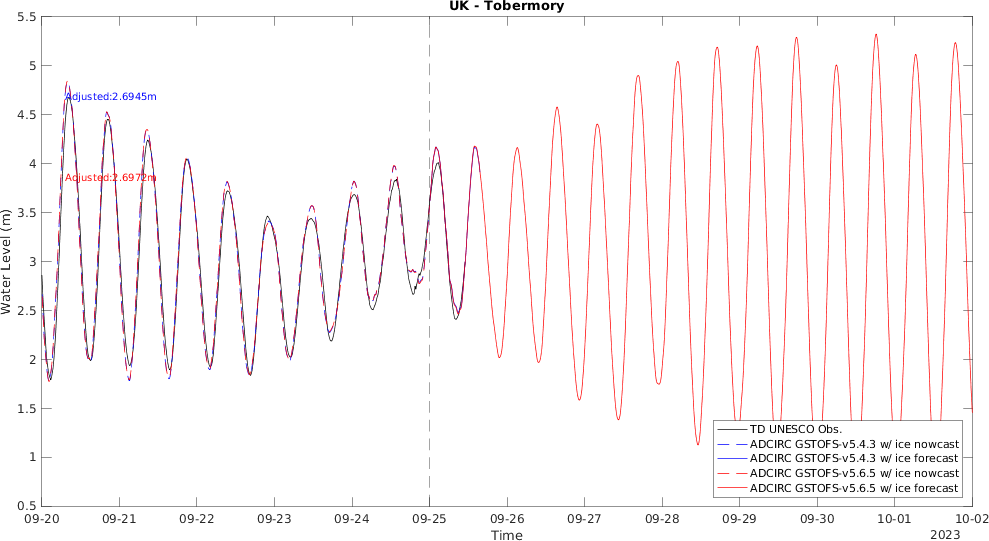 UK - Tobermory
Water Level (m)
5.5
5
4.5
4
3.5
3
2.5
2
1.5
1
0.5
Adjusted:2.6945m
Adjusted:2.6972m
TD UNESCO Obs.
ADCIRC GSTOFS-v5.4.3 w/ ice nowcast
ADCIRC GSTOFS-v5.4.3 w/ ice forecast
ADCIRC GSTOFS-v5.6.5 w/ ice nowcast
ADCIRC GSTOFS-v5.6.5 w/ ice forecast
09-20 09-21 09-22 09-23 09-24 09-25 09-26 09-27 09-28 09-29 09-30 10-01 10-02
Time
2023